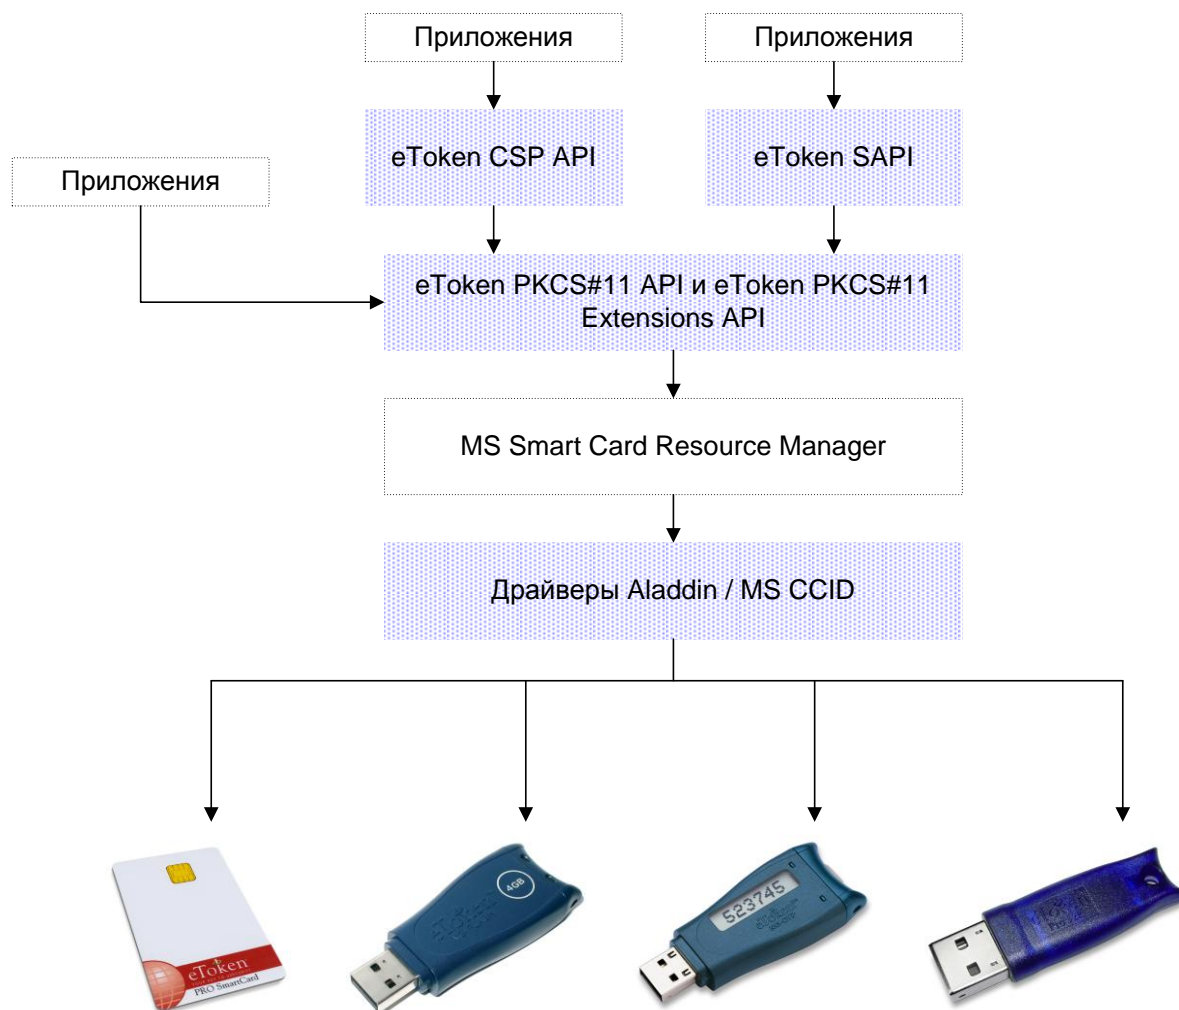 Приложения
Приложения
eToken CSP API
eToken SAPI
Приложения
eToken PKCS#11 API и eToken PKCS#11
Extensions API
MS Smart Card Resource Manager
Драйверы Aladdin / MS CCID
eToken
PRO SmartCard
4GB
eToken
523745